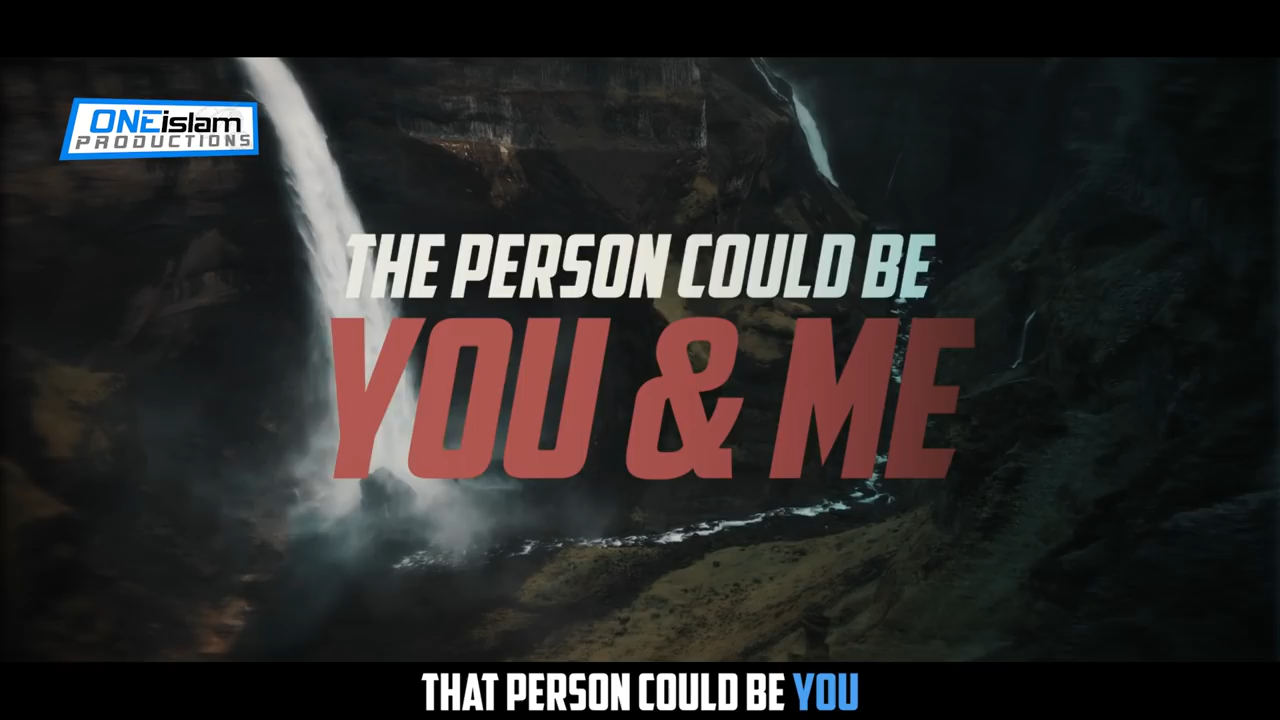 ONEislam
PRODUCTIONS
THE PERSON COULD BE
YOU & ME
THAT PERSON COULD BE YOU